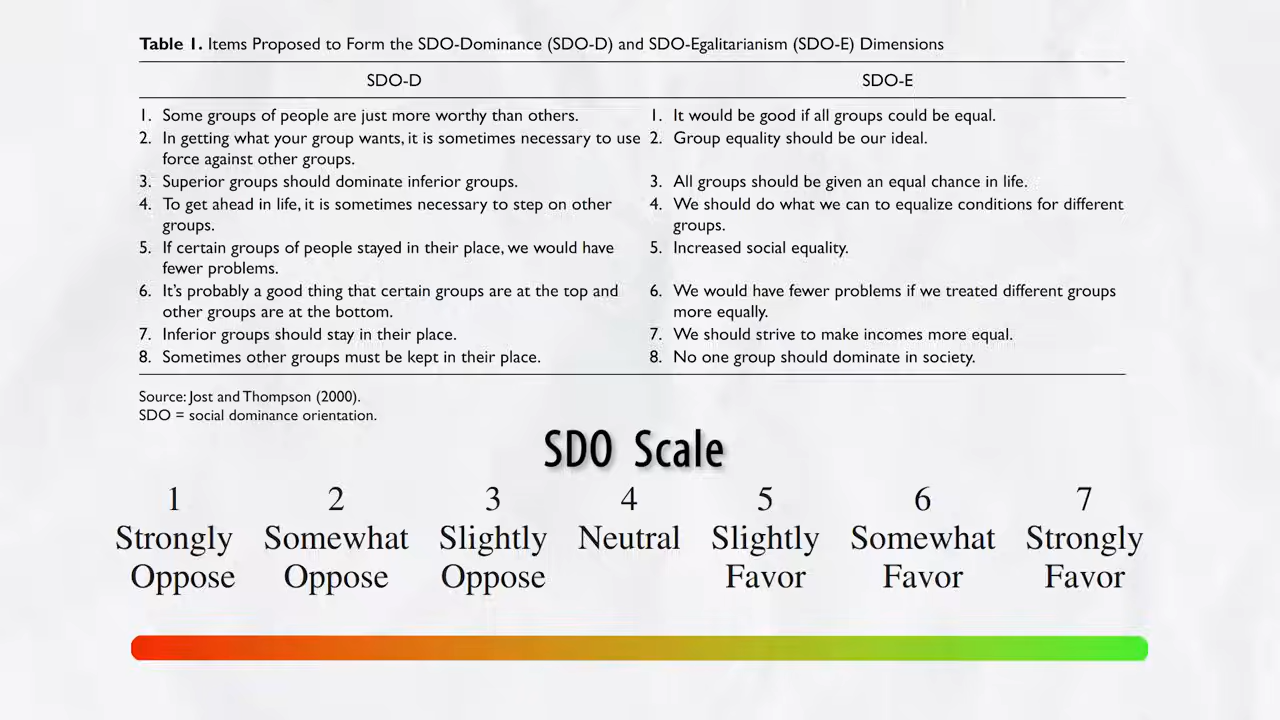 Table 1. Items Proposed to Form the SDO-Dominance (SDO-D) and SDO-Egalitarianism (SDO-E) Dimensions
SDO-D
SDO-E
1. Some groups of people are just more worthy than others.
2. In getting what your group wants, it is sometimes necessary to use
force against other groups.
3. Superior groups should dominate inferior groups.
4. To get ahead in life, it is sometimes necessary to step on other
groups.
5. If certain groups of people stayed in their place, we would have
fewer problems.
6. It's probably a good thing that certain groups are at the top and
other groups are at the bottom.
7. Inferior groups should stay in their place.
8. Sometimes other groups must be kept in their place.
1. It would be good if all groups could be equal.
2. Group equality should be our ideal.
3. All groups should be given an equal chance in life.
4. We should do what we can to equalize conditions for different
groups.
5. Increased social equality.
6. We would have fewer problems if we treated different groups
more equally.
7. We should strive to make incomes more equal.
8. No one group should dominate in society.
Source: Jost and Thompson (2000).
SDO = social dominance orientation.
SDO Scale
1
Strongly
Oppose
2
Somewhat
Oppose
3
Slightly
Oppose
4
Neutral
5
Slightly
Favor
6
Somewhat
Favor
7
Strongly
Favor